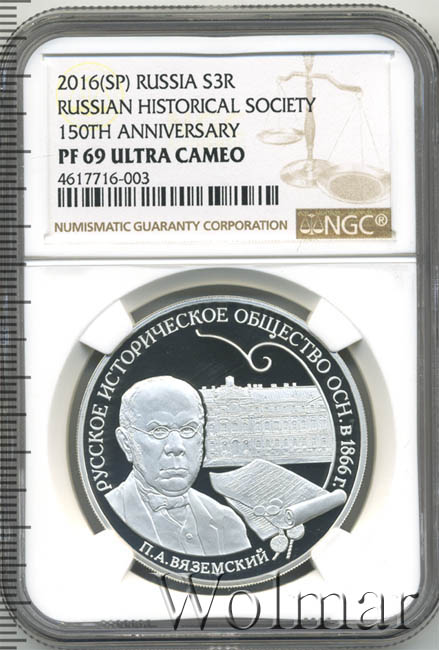 2016(SP) RUSSIA S3R
RUSSIAN HISTORICAL SOCIETY
150TH ANNIVERSARY
PF 69 ULTRA CAMEO
4617716-003
NUMISMATIC GUARANTY CORPORATION
NGC®
РУССКОЕ ИСТОРИЧЕСКОЕ ОБЩЕСТВО ОСН. В 1866 Г.
П.А.ВЯЗЕМСКИЙ
Wolmar